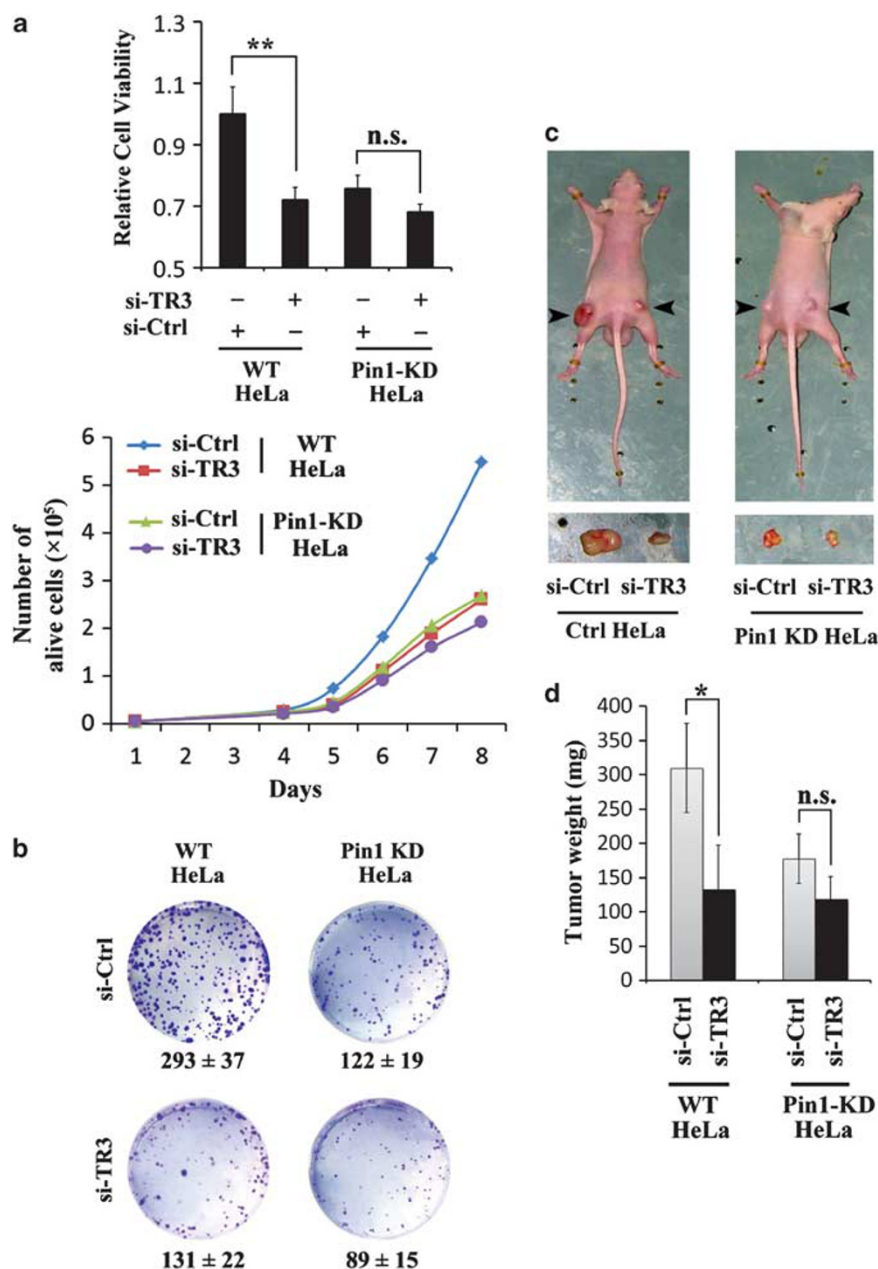 a
Relative Cell Viability
1.3
1.1
0.9
0.7
0.5
**
n.s.
si-TR3 – + – +
si-Ctrl + – + –
WT
HeLa
Pin1-KD
HeLa
Number of
alive cells (×10⁵)
6
5
4
3
2
1
0
si-Ctrl
si-TR3
WT
HeLa
si-Ctrl
si-TR3
Pin1-KD
HeLa
1 2 3 4 5 6 7 8
Days
b
WT
HeLa
Pin1 KD
HeLa
si-Ctrl
293 ± 37
122 ± 19
si-TR3
131 ± 22
89 ± 15
c
si-Ctrl si-TR3
Ctrl HeLa
si-Ctrl si-TR3
Pin1 KD HeLa
d
Tumor weight (mg)
400
350
300
250
200
150
100
50
0
*
n.s.
si-Ctrl
si-TR3
si-Ctrl
si-TR3
WT
HeLa
Pin1-KD
HeLa